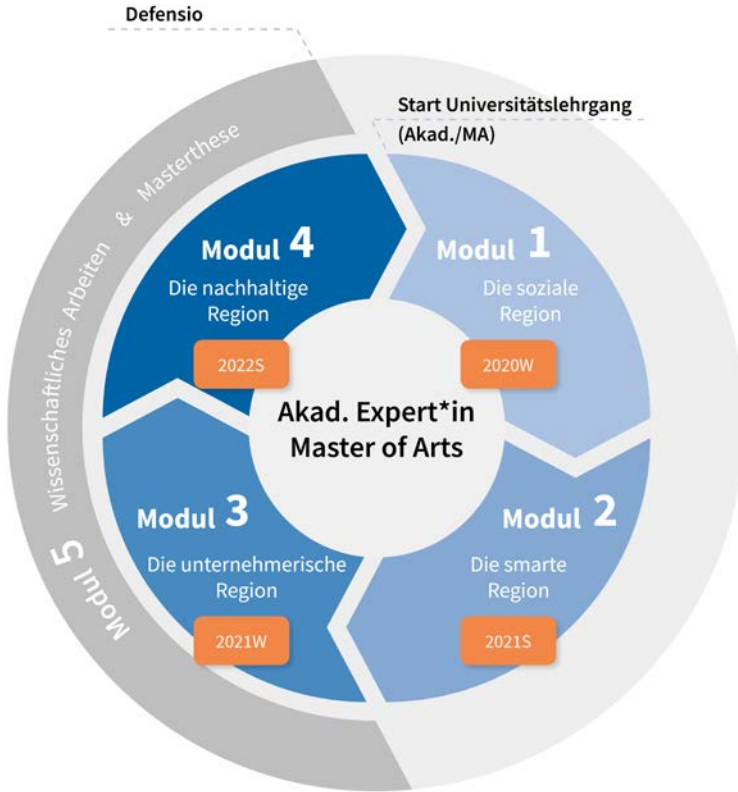 Defensio
Start Universitätslehrgang
(Akad./MA)
Modul 1
Die soziale
Region
2020W
Modul 2
Die smarte
Region
2021S
Modul 3
Die unternehmerische
Region
2021W
Modul 4
Die nachhaltige
Region
2022S
Modul 5 Wissenschaftliches Arbeiten & Masterthese
Akad. Expert*in
Master of Arts